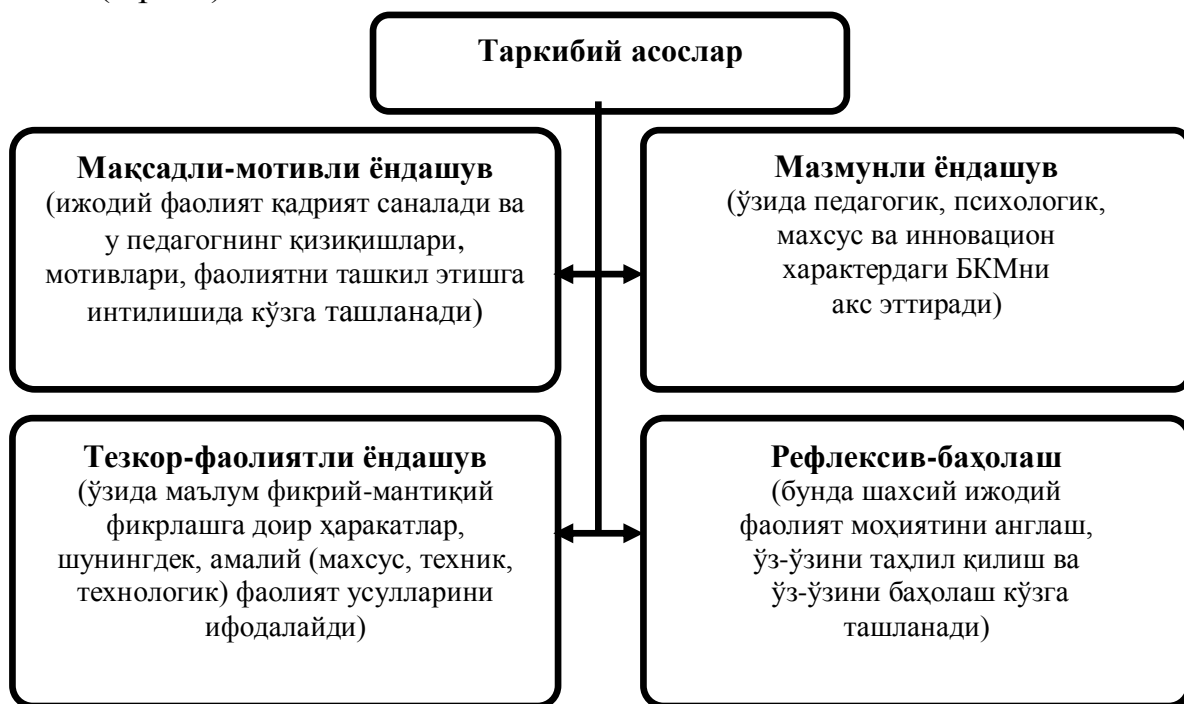 Таркибий асослар
Мақсадли-мотивли ёндашув
(ижодий фаолият қадрият саналади ва
у педагогнинг қизиқишлари,
мотивлари, фаолиятни ташкил этишга
интилишида кўзга ташланади)
Мазмунли ёндашув
(ўзида педагогик, психологик,
махсус ва инновацион
характердаги БКМни
акс эттиради)
Тезкор-фаолиятли ёндашув
(ўзида маълум фикрий-мантиқий
фикрлашга доир ҳаракатлар,
шунингдек, амалий (махсус, техник,
технологик) фаолият усулларини
ифодалайди)
Рефлексив-баҳолаш
(бунда шахсий ижодий
фаолият моҳиятини англаш,
ўз-ўзини таҳлил қилиш ва
ўз-ўзини баҳолаш кўзга
ташланади)